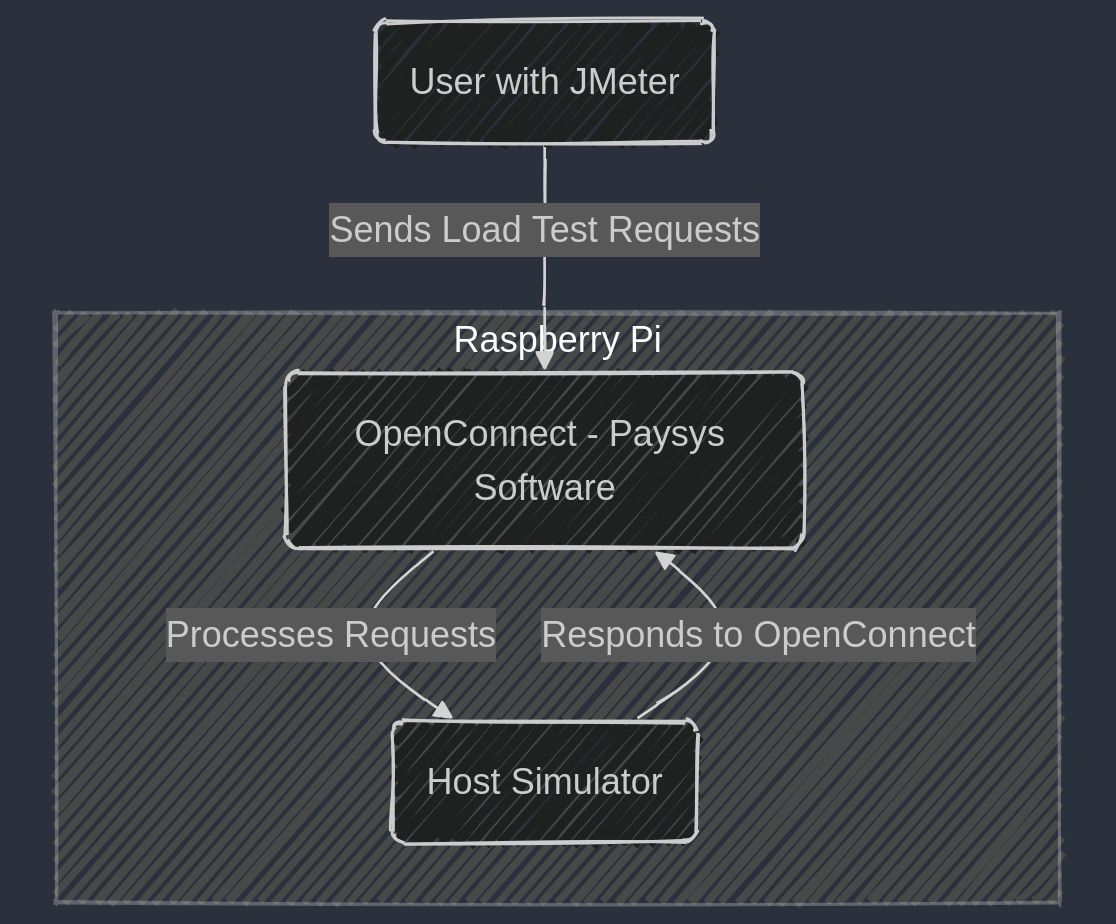 User with JMeter
Sends Load Test Requests
Raspberry Pi
OpenConnect - Paysys
Software
Processes Requests
Responds to OpenConnect
Host Simulator